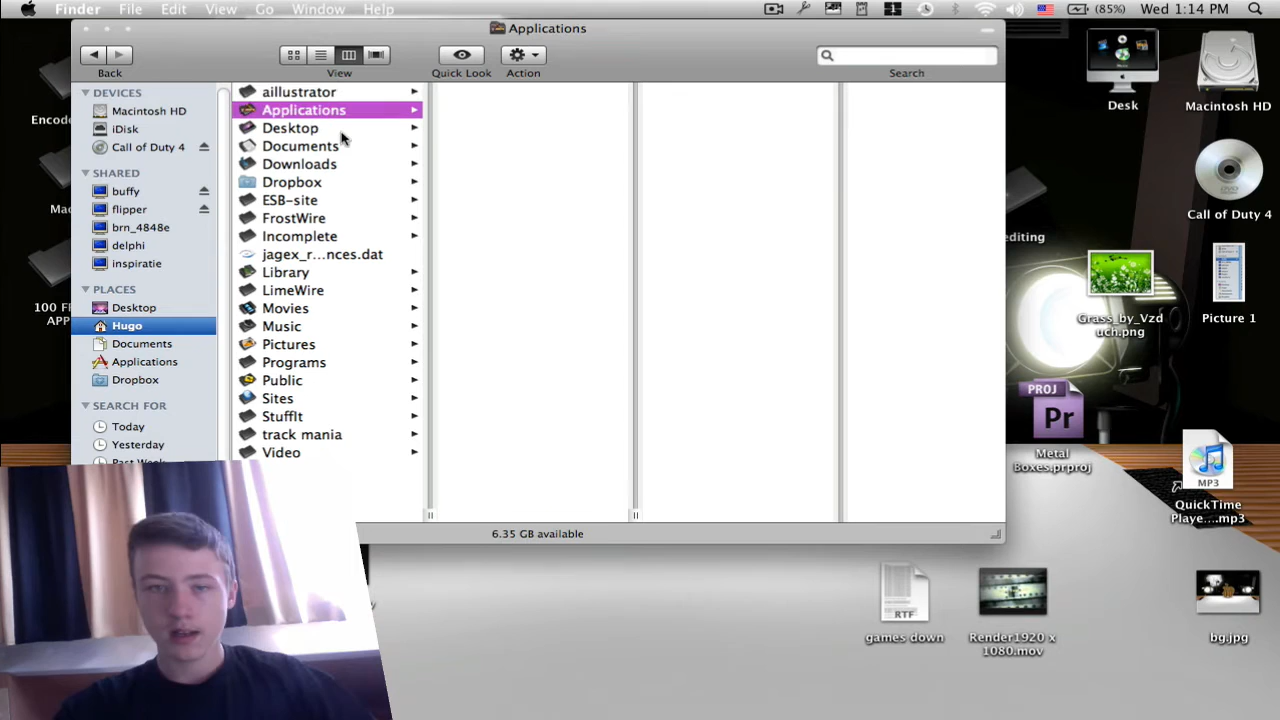 Finder File Edit View Go Window Help (85%) Wed 1:14 PM
Applications
Back View Quick Look Action Search
DEVICES
Macintosh HD
iDisk
Call of Duty 4
SHARED
buffy
flipper
brn_4848e
delphi
inspiratie
PLACES
Desktop
Hugo
Documents
Applications
Dropbox
SEARCH FOR
Today
Yesterday
Past Week
aillustrator
Applications
Desktop
Documents
Downloads
Dropbox
ESB-site
FrostWire
Incomplete
jagex_r...nces.dat
Library
LimeWire
Movies
Music
Pictures
Programs
Public
Sites
StuffIt
track mania
Video
6.35 GB available
Desk
Macintosh HD
Call of Duty 4
editing
Grass_by_Vzd
uch.png
Picture 1
PROJ
Pr
Metal
Boxes.prproj
MP3
QuickTime
Playe....mp3
RTF
games down
Render1920 x
1080.mov
bg.jpg
Encode
Ma
100 F
APP